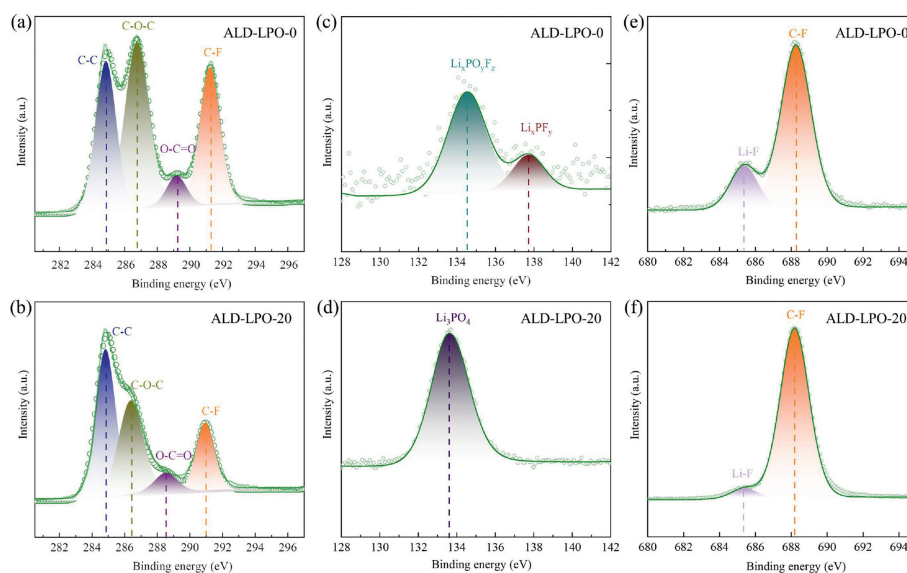 (a)
ALD-LPO-0
C-O-C
C-C
C-F
O-C=O
Intensity (a.u.)
282 284 286 288 290 292 294 296
Binding energy (eV)
(c)
ALD-LPO-0
LiₓPOᵧF_z
LiₓPFᵧ
Intensity (a.u.)
128 130 132 134 136 138 140 142
Binding energy (eV)
(e)
ALD-LPO-0
C-F
Li-F
Intensity (a.u.)
680 682 684 686 688 690 692 694
Binding energy (eV)
(b)
ALD-LPO-20
C-C
C-O-C
C-F
O-C=O
Intensity (a.u.)
282 284 286 288 290 292 294 296
Binding energy (eV)
(d)
ALD-LPO-20
Li₃PO₄
Intensity (a.u.)
128 130 132 134 136 138 140 142
Binding energy (eV)
(f)
ALD-LPO-20
C-F
Li-F
Intensity (a.u.)
680 682 684 686 688 690 692 694
Binding energy (eV)